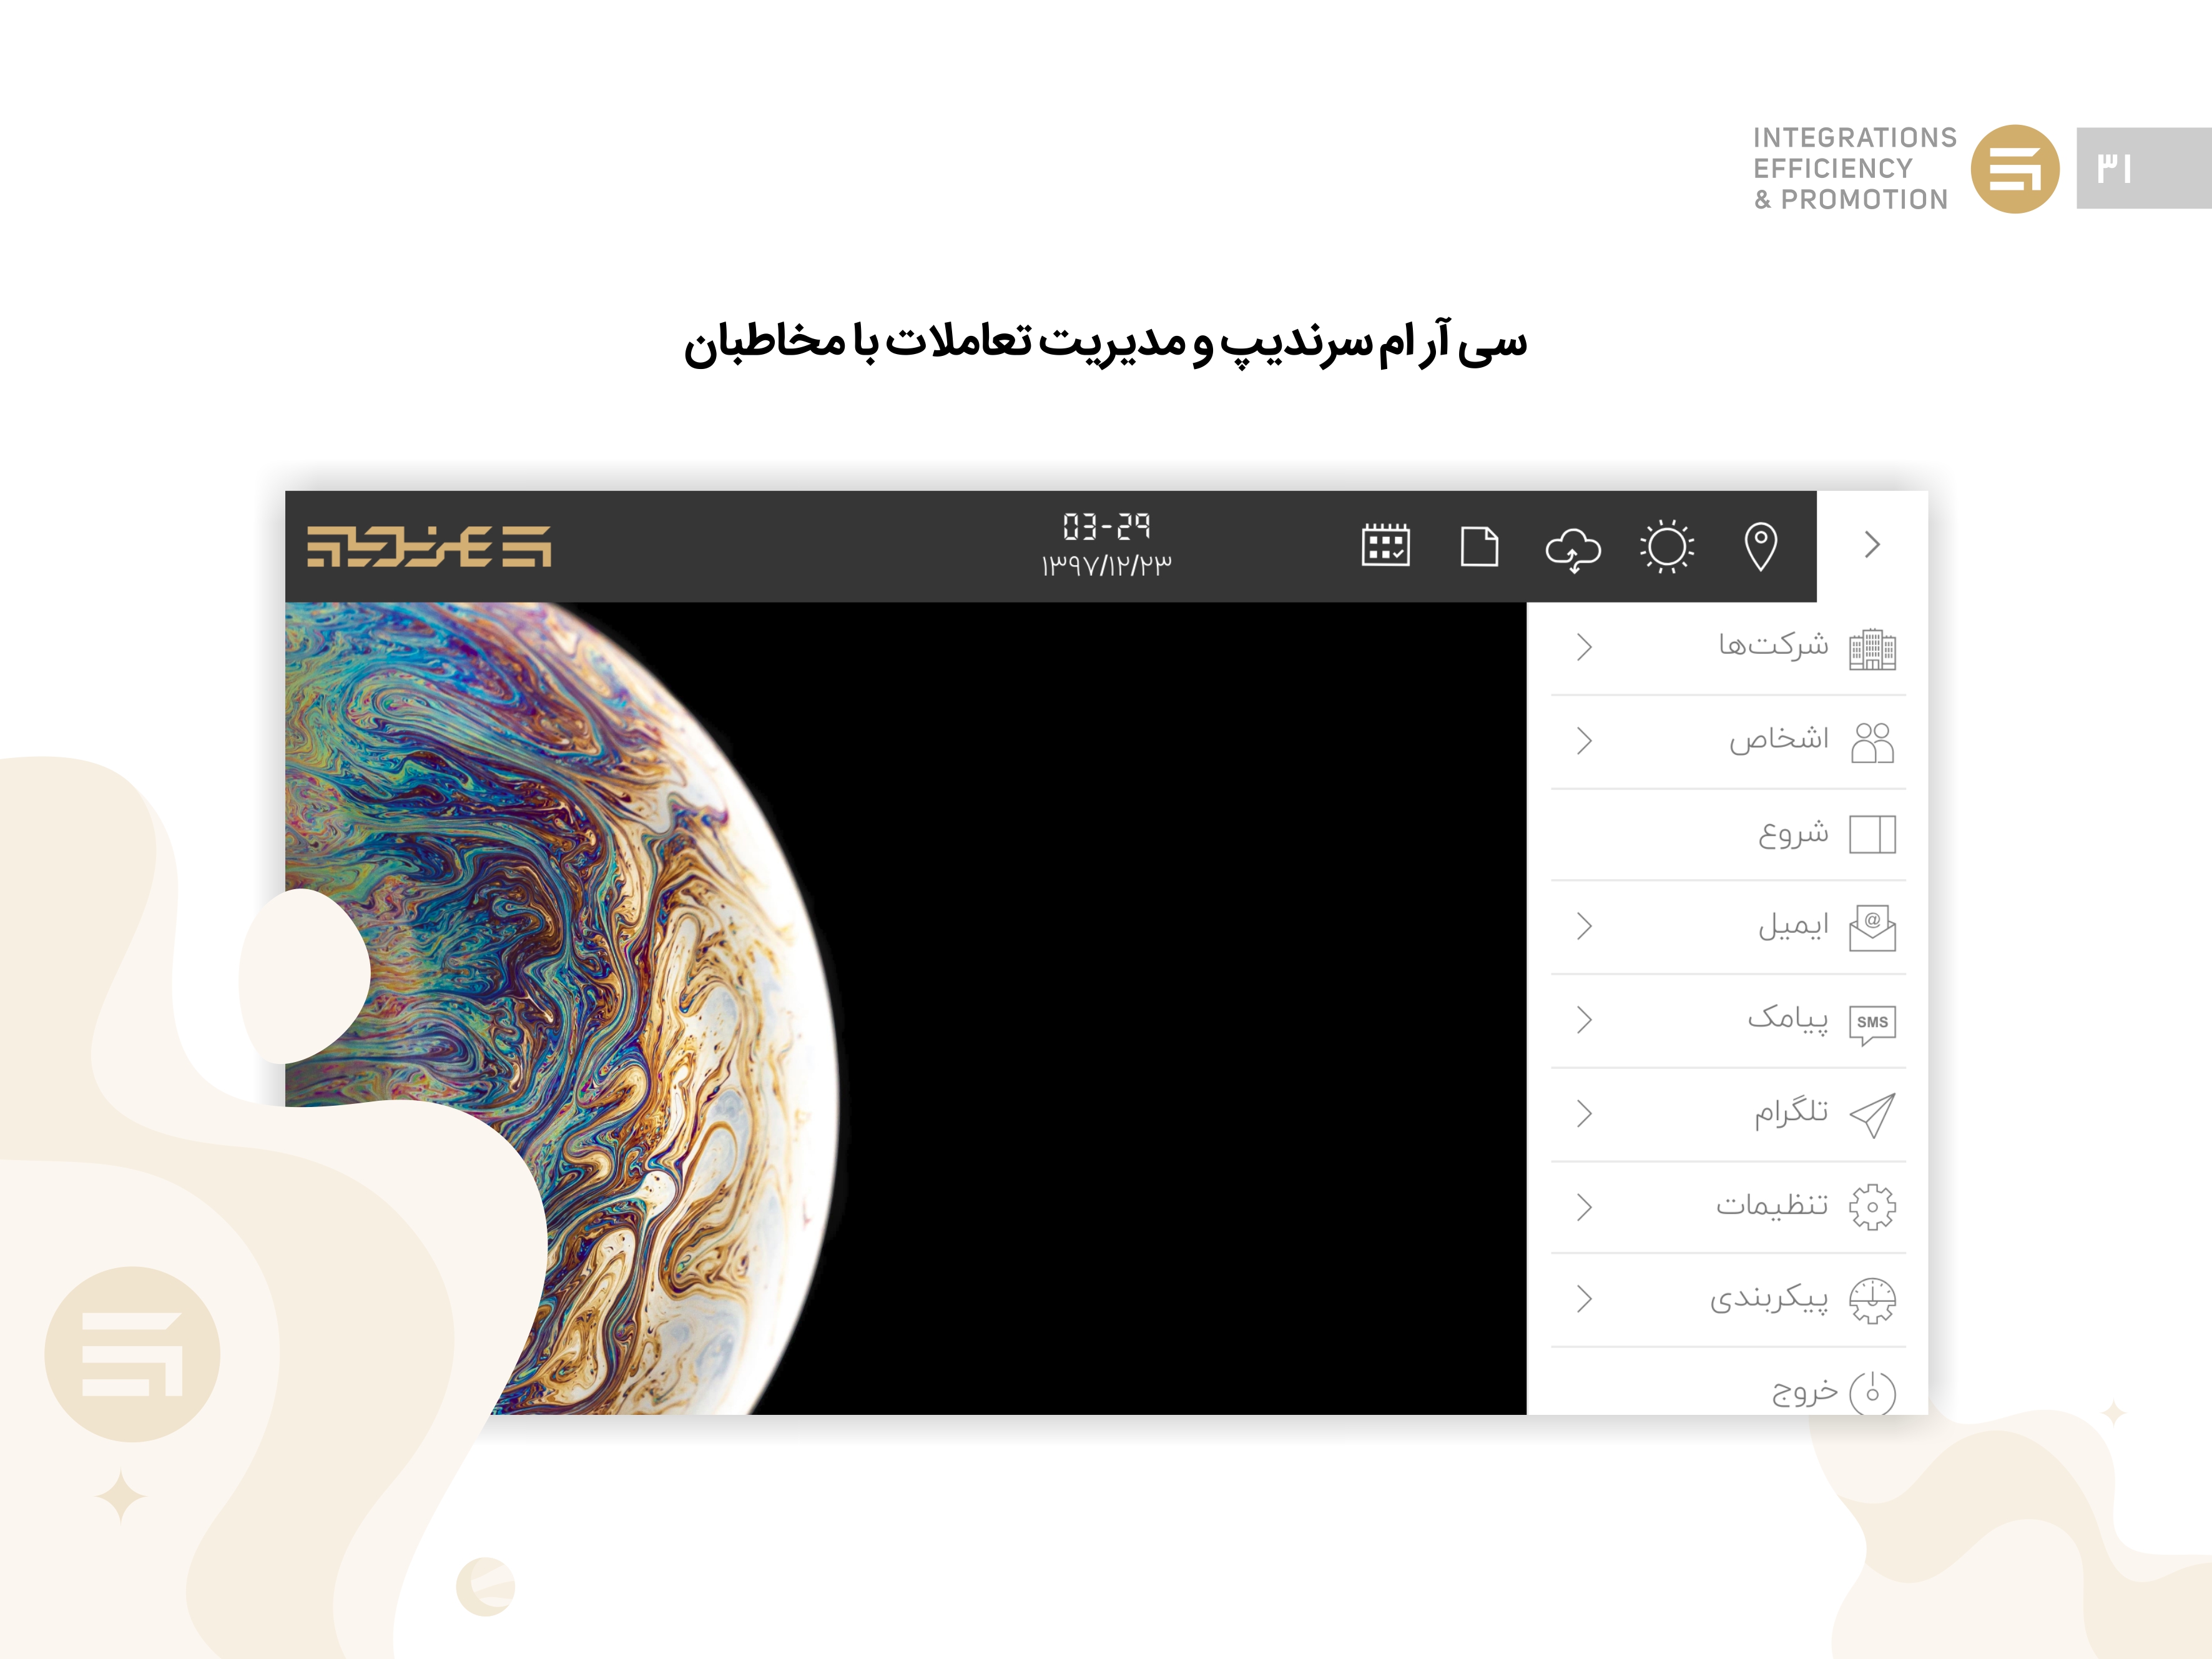 INTEGRATIONS
EFFICIENCY
& PROMOTION
۳۱
سی آر ام سرندیپ و مدیریت تعاملات با مخاطبان
03-29
۱۳۹۷/۱۲/۲۳
شرکت‌ها
اشخاص
شروع
ایمیل
@
پیامک
SMS
تلگرام
تنظیمات
پیکربندی
خروج